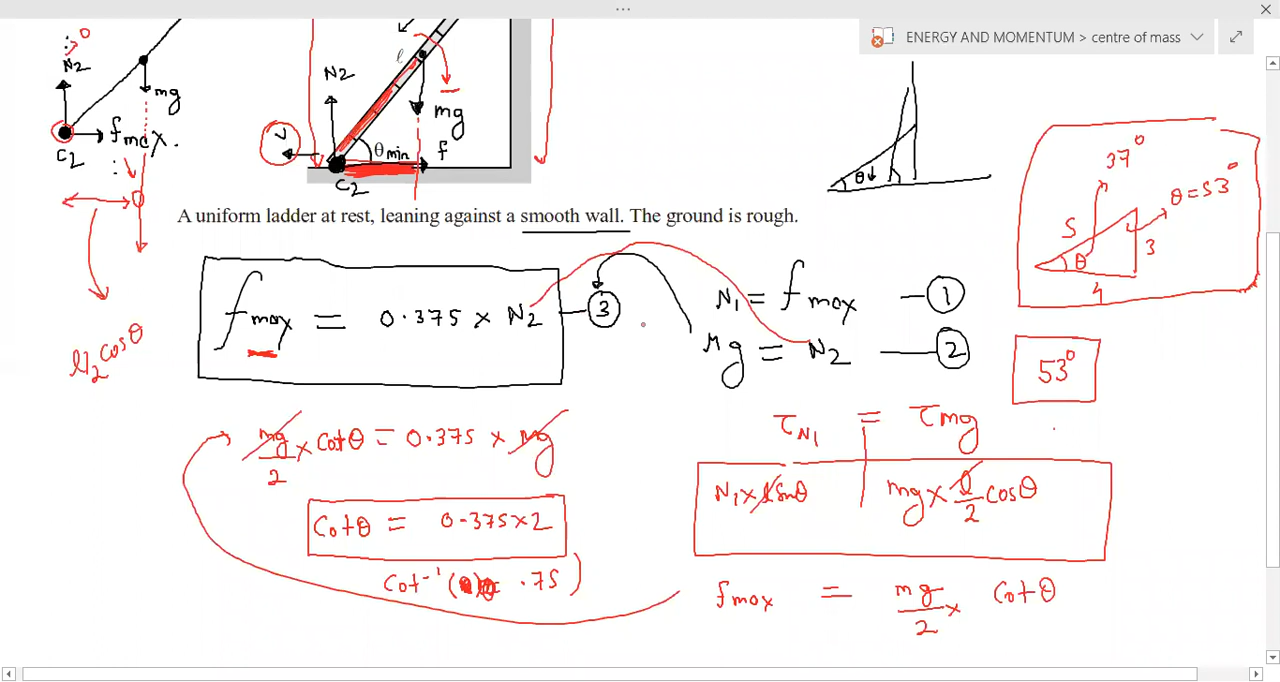 ENERGY AND MOMENTUM > centre of mass
N2
mg
fmax.
C2
l/2 cosθ
N2
l
mg
θmin
f
v
C2
θ↓
37°
θ=53°
5
θ
3
4
A uniform ladder at rest, leaning against a smooth wall. The ground is rough.
fmax = 0.375 × N2 — 3
N1 = fmax — 1
Mg = N2 — 2
53°
mg/2 × Cotθ = 0.375 × mg
Cotθ = 0.375×2
Cot⁻¹( .75)
τN1 = τmg
N1 × l sinθ
mg × l/2 cosθ
fmax = mg/2 × Cotθ